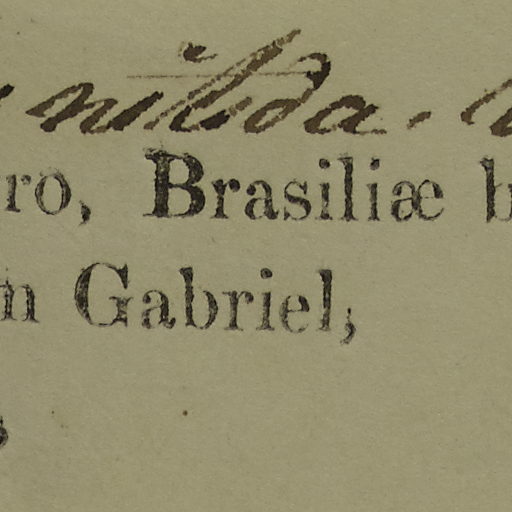 nitida.
ro, Brasiliæ b
n Gabriel,